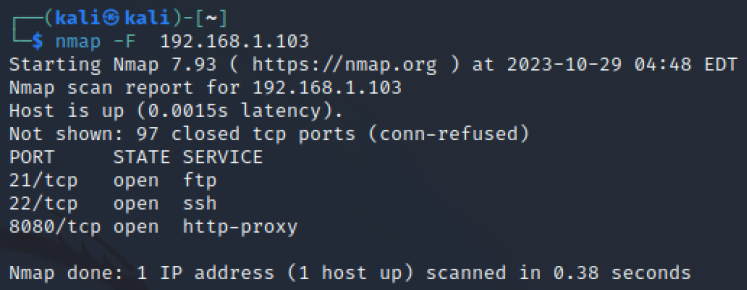 ┌──(kali㉿kali)-[~]
└─$ nmap -F  192.168.1.103
Starting Nmap 7.93 ( https://nmap.org ) at 2023-10-29 04:48 EDT
Nmap scan report for 192.168.1.103
Host is up (0.0015s latency).
Not shown: 97 closed tcp ports (conn-refused)
PORT     STATE SERVICE
21/tcp   open  ftp
22/tcp   open  ssh
8080/tcp open  http-proxy
Nmap done: 1 IP address (1 host up) scanned in 0.38 seconds